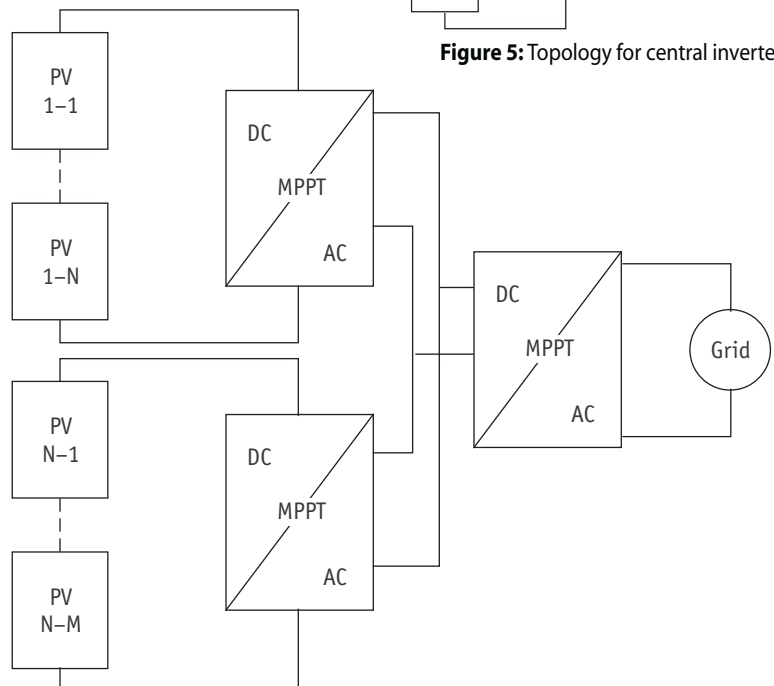 Figure 5: Topology for central inverte
PV
1–1
DC
MPPT
AC
PV
1–N
DC
MPPT
AC
Grid
PV
N–1
DC
MPPT
AC
PV
N–M